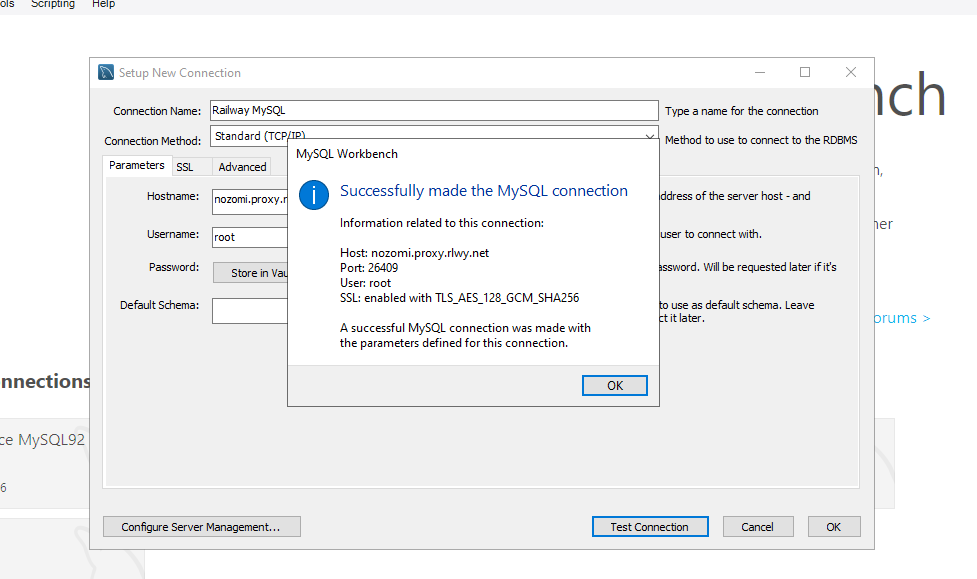 ols Scripting Help
Setup New Connection
nch
Connection Name: Railway MySQL Type a name for the connection
Connection Method: Standard (TCP/IP) Method to use to connect to the RDBMS
Parameters SSL Advanced
MySQL Workbench
Successfully made the MySQL connection
Information related to this connection:
Host: nozomi.proxy.rlwy.net
Port: 26409
User: root
SSL: enabled with TLS_AES_128_GCM_SHA256
A successful MySQL connection was made with
the parameters defined for this connection.
OK
Hostname: nozomi.proxy.r address of the server host - and
Username: root user to connect with.
Password: Store in Vau assword. Will be requested later if it's
Default Schema: to use as default schema. Leave
ct it later.
n,
ner
orums >
nnections
ce MySQL92
6
Configure Server Management... Test Connection Cancel OK